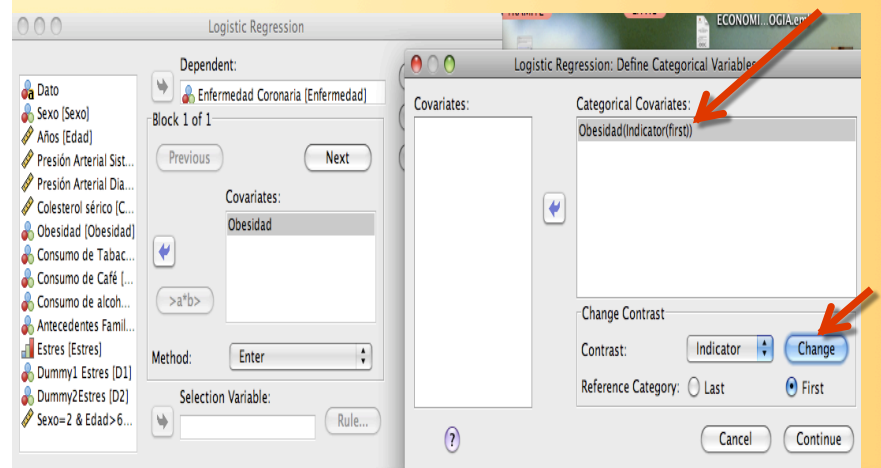 Logistic Regression
ECONOMI...OGIA.em
Dato
Sexo [Sexo]
Años [Edad]
Presión Arterial Sist...
Presión Arterial Dia...
Colesterol sérico [C...
Obesidad [Obesidad]
Consumo de Tabac...
Consumo de Café [...
Consumo de alcoh...
Antecedentes Famil...
Estres [Estres]
Dummy1 Estres [D1]
Dummy2Estres [D2]
Sexo=2 & Edad>6...
Dependent:
Enfermedad Coronaria [Enfermedad]
Block 1 of 1
Previous
Next
Covariates:
Obesidad
>a*b>
Method:
Enter
Selection Variable:
Rule...
Logistic Regression: Define Categorical Variables
Covariates:
Categorical Covariates:
Obesidad(Indicator(first))
Change Contrast
Contrast:
Indicator
Change
Reference Category:
Last
First
?
Cancel
Continue